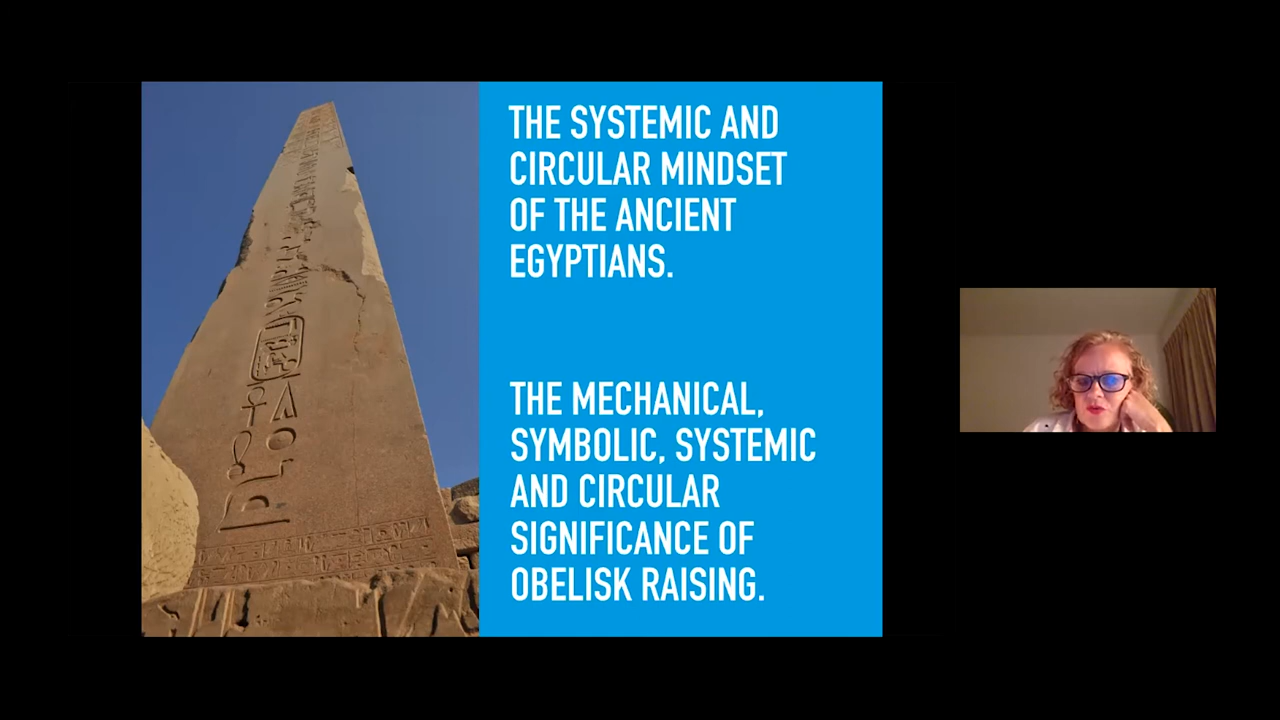 THE SYSTEMIC AND
CIRCULAR MINDSET
OF THE ANCIENT
EGYPTIANS.
THE MECHANICAL,
SYMBOLIC, SYSTEMIC
AND CIRCULAR
SIGNIFICANCE OF
OBELISK RAISING.